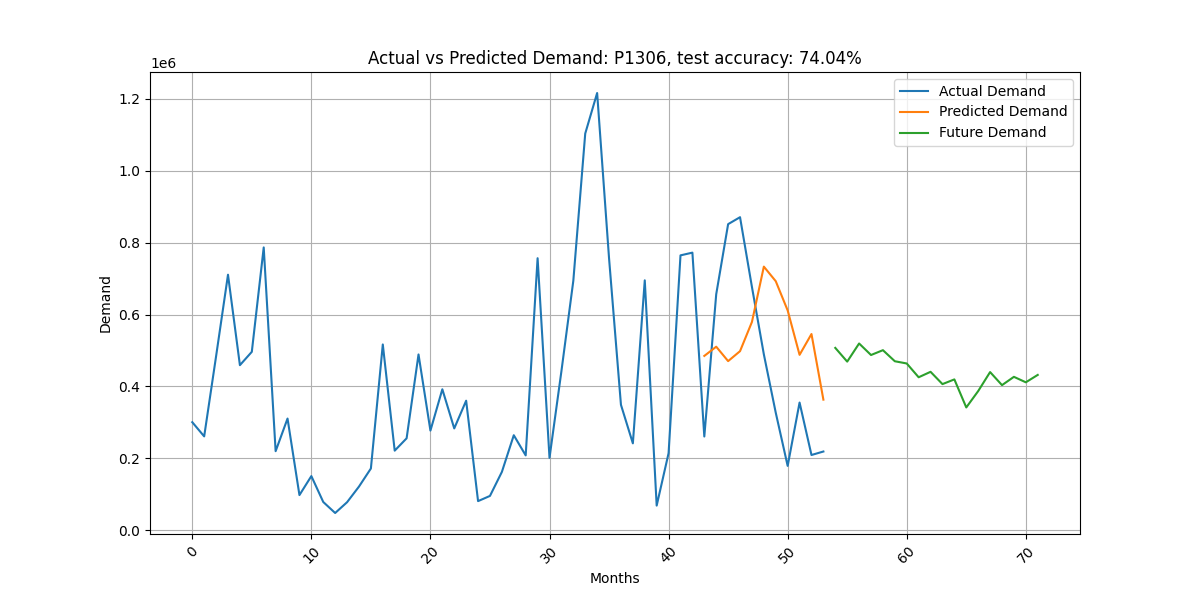 Actual vs Predicted Demand: P1306, test accuracy: 74.04%
1e6
Actual Demand
Predicted Demand
Future Demand
1.2
1.0
0.8
0.6
0.4
0.2
0.0
Demand
0
10
20
30
40
50
60
70
Months